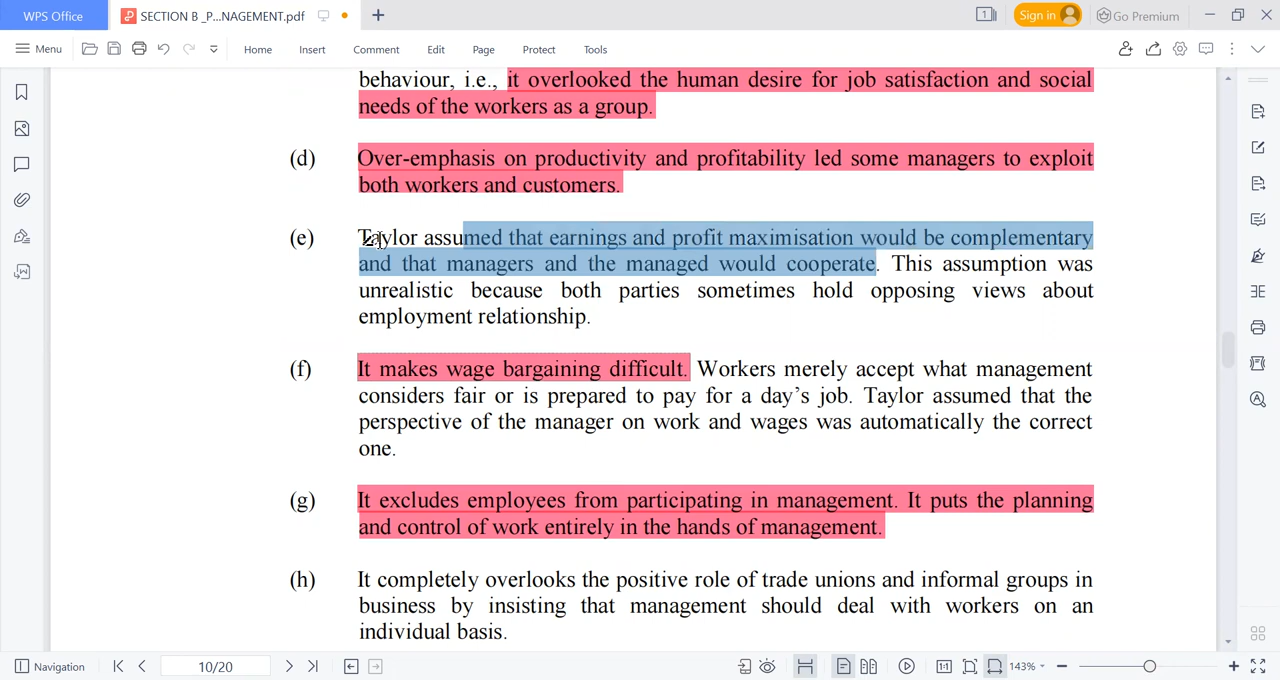 WPS Office
SECTION B _P...NAGEMENT.pdf
1
Sign in
Go Premium
Menu
Home
Insert
Comment
Edit
Page
Protect
Tools
behaviour, i.e., it overlooked the human desire for job satisfaction and social
needs of the workers as a group.
(d) Over-emphasis on productivity and profitability led some managers to exploit
both workers and customers.
(e) Taylor assumed that earnings and profit maximisation would be complementary
and that managers and the managed would cooperate. This assumption was
unrealistic because both parties sometimes hold opposing views about
employment relationship.
(f) It makes wage bargaining difficult. Workers merely accept what management
considers fair or is prepared to pay for a day's job. Taylor assumed that the
perspective of the manager on work and wages was automatically the correct
one.
(g) It excludes employees from participating in management. It puts the planning
and control of work entirely in the hands of management.
(h) It completely overlooks the positive role of trade unions and informal groups in
business by insisting that management should deal with workers on an
individual basis.
Navigation
10/20
1:1
143%